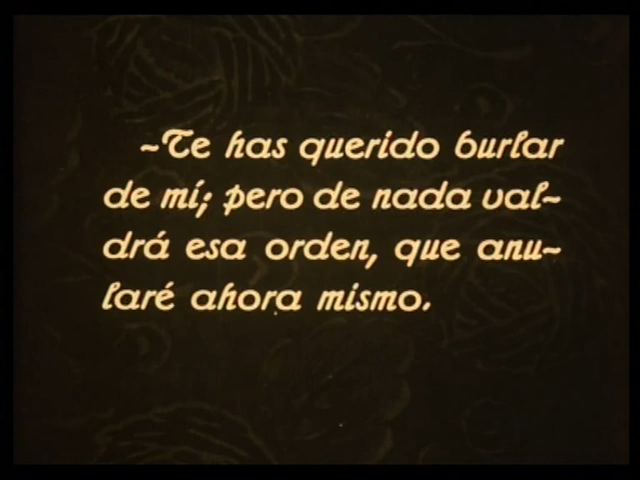 ~Te has querido burlar
de mí; pero de nada val~
drá esa orden, que anu~
laré ahora mismo.